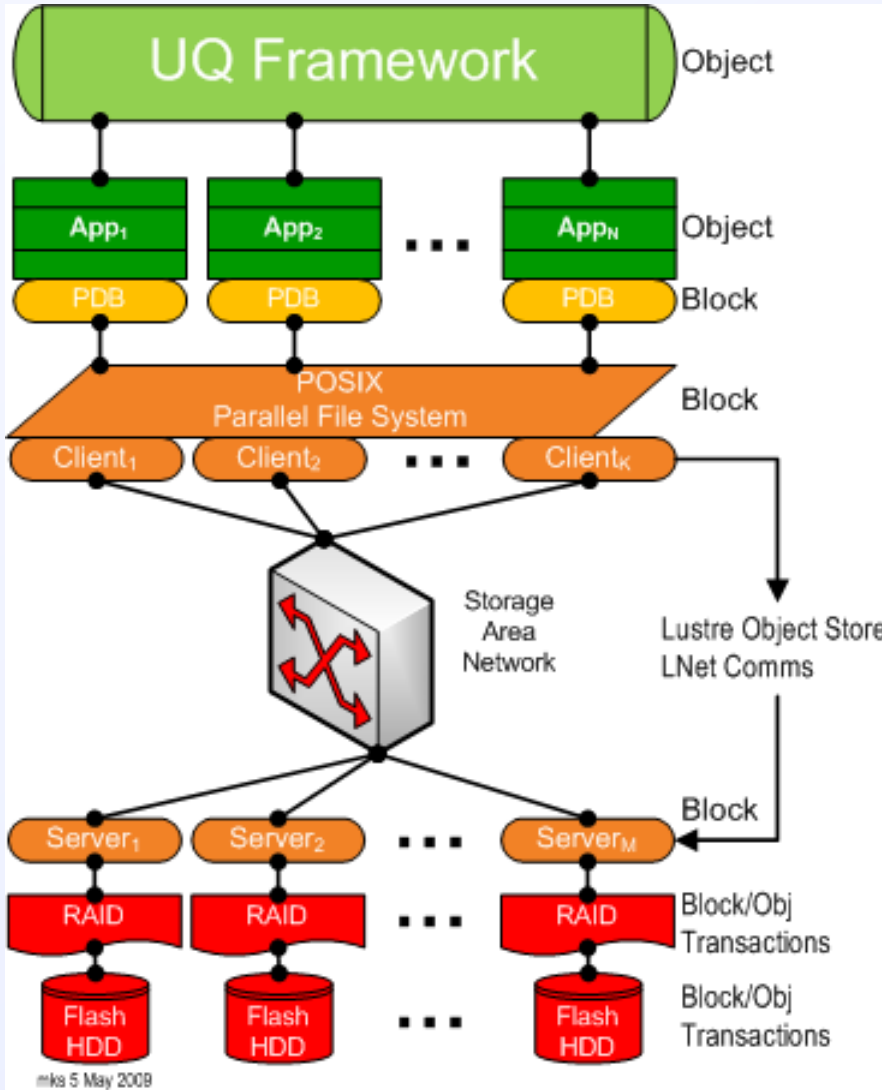 UQ Framework
Object
App1
App2
...
AppN
Object
PDB
PDB
PDB
Block
POSIX
Parallel File System
Block
Client1
Client2
...
ClientK
Storage
Area
Network
Lustre Object Store
LNet Comms
Block
Server1
Server2
...
ServerM
RAID
RAID
...
RAID
Block/Obj
Transactions
Flash
HDD
Flash
HDD
...
Flash
HDD
Block/Obj
Transactions
mks 5 May 2009